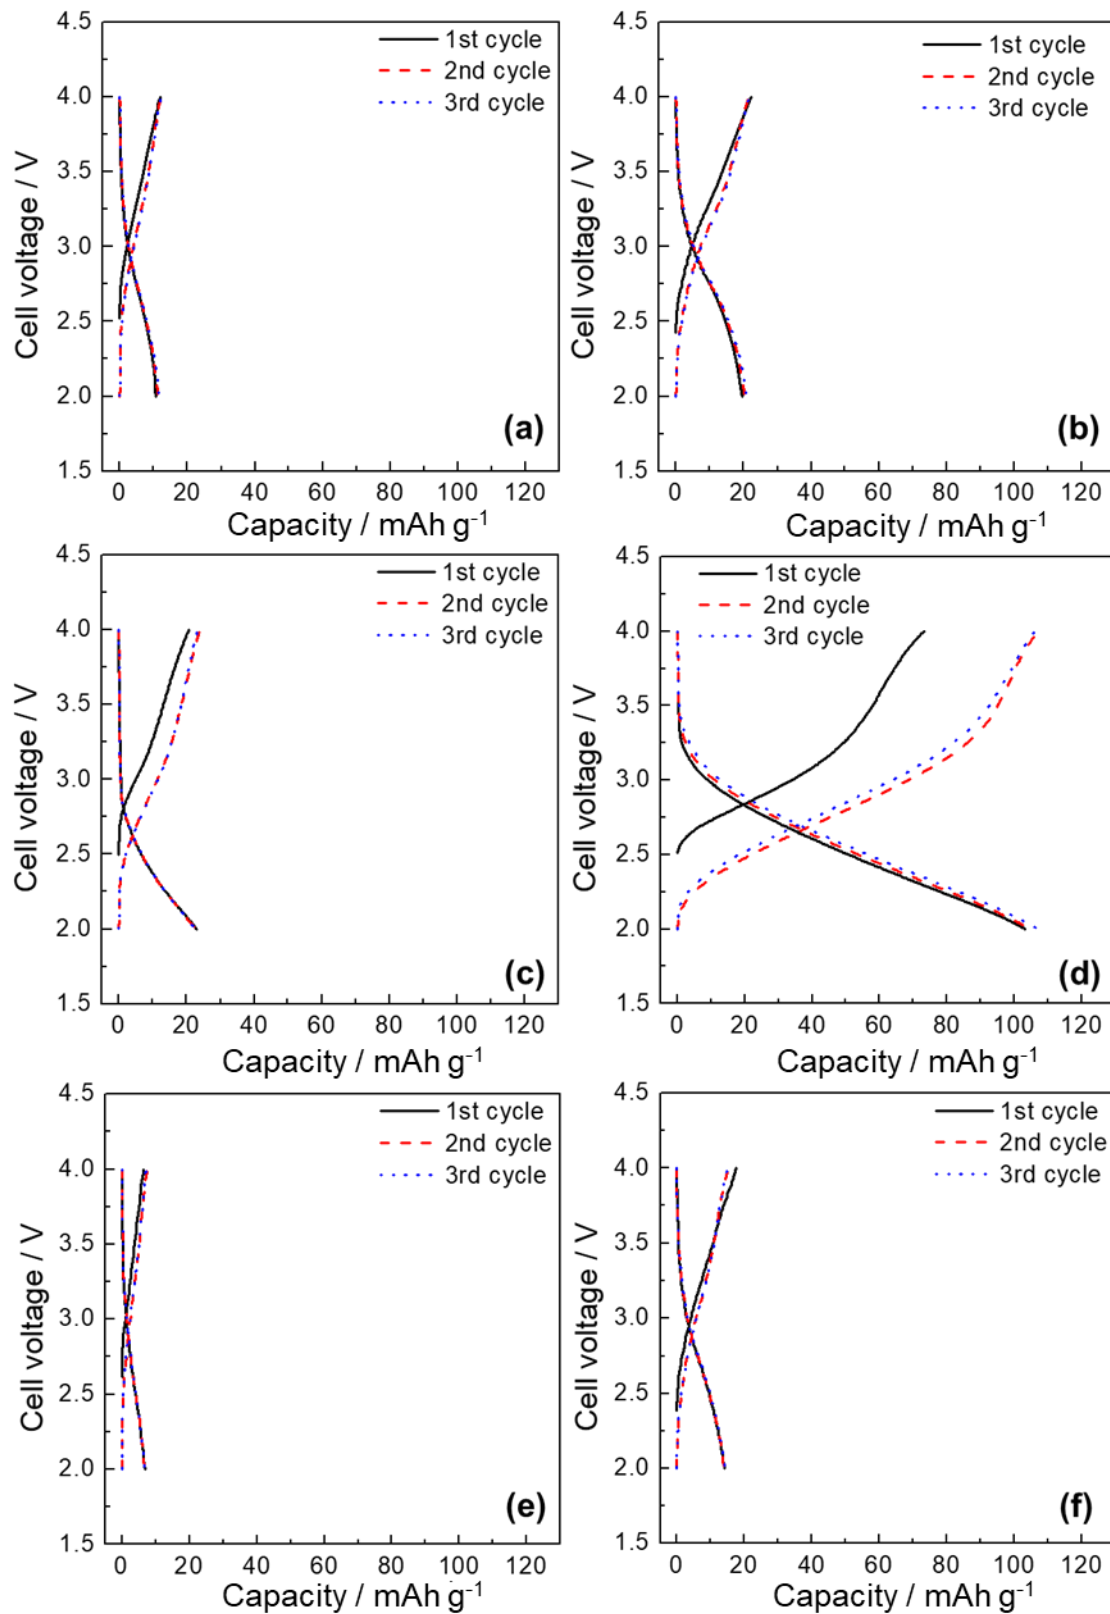 4.5
4.0
3.5
3.0
2.5
2.0
1.5
Cell voltage / V
1st cycle
2nd cycle
3rd cycle
(a)
0 20 40 60 80 100 120
Capacity / mAh g⁻¹
4.5
4.0
3.5
3.0
2.5
2.0
1.5
Cell voltage / V
1st cycle
2nd cycle
3rd cycle
(b)
0 20 40 60 80 100 120
Capacity / mAh g⁻¹
4.5
4.0
3.5
3.0
2.5
2.0
1.5
Cell voltage / V
1st cycle
2nd cycle
3rd cycle
(c)
0 20 40 60 80 100 120
Capacity / mAh g⁻¹
4.5
4.0
3.5
3.0
2.5
2.0
1.5
Cell voltage / V
1st cycle
2nd cycle
3rd cycle
(d)
0 20 40 60 80 100 120
Capacity / mAh g⁻¹
4.5
4.0
3.5
3.0
2.5
2.0
1.5
Cell voltage / V
1st cycle
2nd cycle
3rd cycle
(e)
0 20 40 60 80 100 120
Capacity / mAh g⁻¹
4.5
4.0
3.5
3.0
2.5
2.0
1.5
Cell voltage / V
1st cycle
2nd cycle
3rd cycle
(f)
0 20 40 60 80 100 120
Capacity / mAh g⁻¹